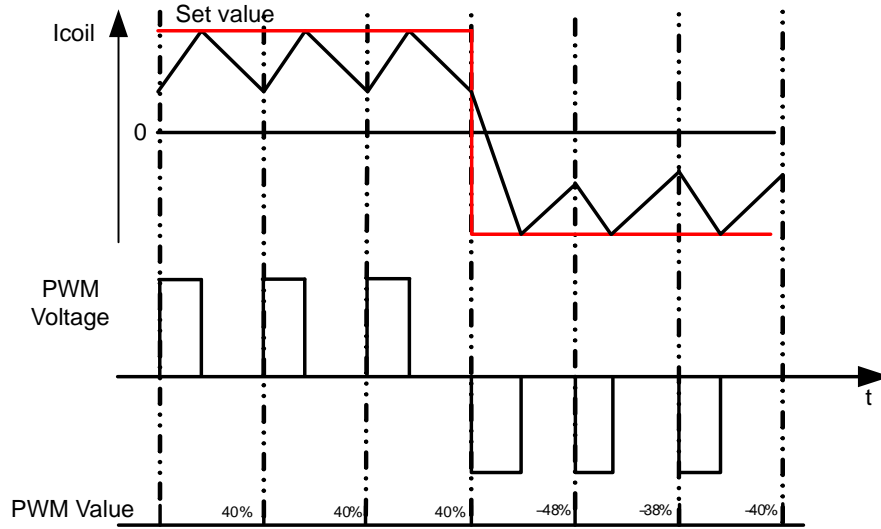 Set value
Icoil
0
PWM
Voltage
t
PWM Value
40%
40%
40%
-48%
-38%
-40%